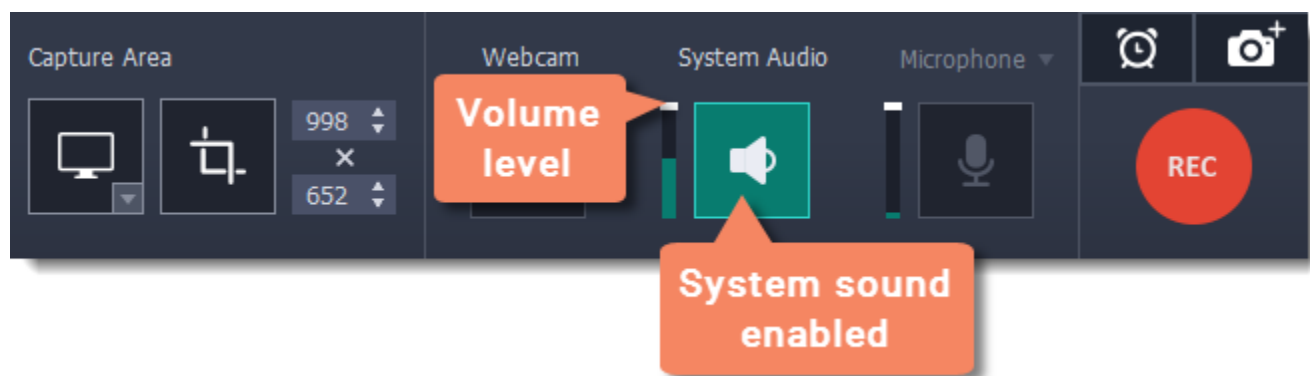 Capture Area
Webcam
System Audio
Microphone
998
×
652
Volume
level
REC
System sound
enabled